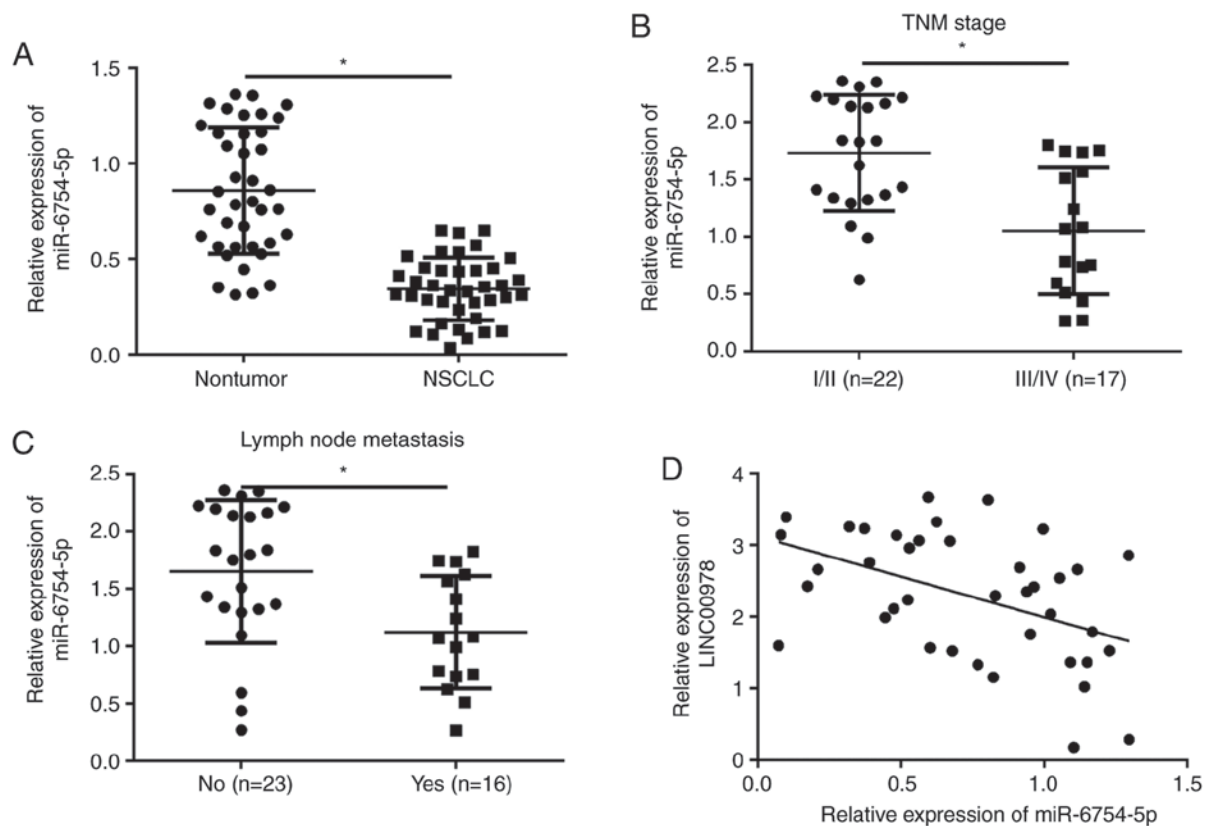 A
Relative expression of
miR-6754-5p
1.5
1.0
0.5
0.0
*
Nontumor
NSCLC
B
TNM stage
Relative expression of
miR-6754-5p
2.5
2.0
1.5
1.0
0.5
0.0
*
I/II (n=22)
III/IV (n=17)
C
Lymph node metastasis
Relative expression of
miR-6754-5p
2.5
2.0
1.5
1.0
0.5
0.0
*
No (n=23)
Yes (n=16)
D
Relative expression of
LINC00978
4
3
2
1
0
0.0
0.5
1.0
1.5
Relative expression of miR-6754-5p